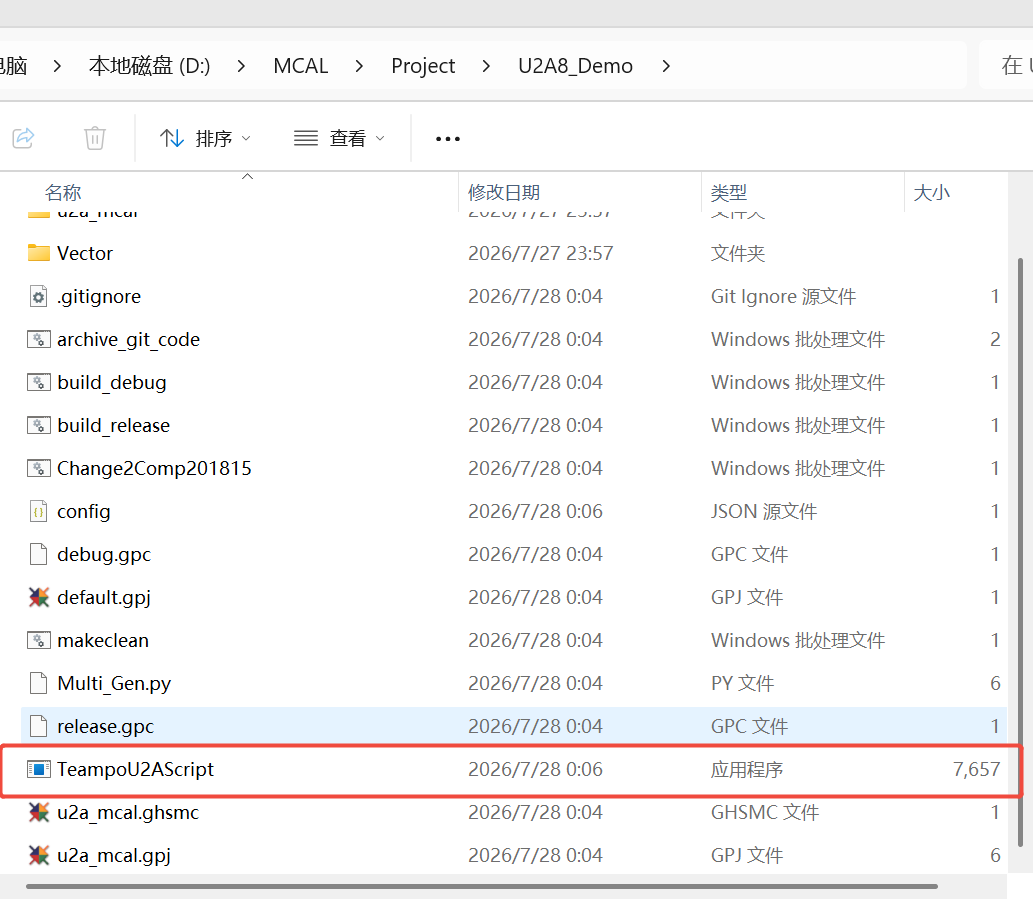 电脑 > 本地磁盘 (D:) > MCAL > Project > U2A8_Demo >
在 U
排序 查看 •••
名称 修改日期 类型 大小
u2a_mcal 2026/7/27 23:57 文件夹
Vector 2026/7/27 23:57 文件夹
.gitignore 2026/7/28 0:04 Git Ignore 源文件 1
archive_git_code 2026/7/28 0:04 Windows 批处理文件 2
build_debug 2026/7/28 0:04 Windows 批处理文件 1
build_release 2026/7/28 0:04 Windows 批处理文件 1
Change2Comp201815 2026/7/28 0:04 Windows 批处理文件 1
config 2026/7/28 0:06 JSON 源文件 1
debug.gpc 2026/7/28 0:04 GPC 文件 1
default.gpj 2026/7/28 0:04 GPJ 文件 1
makeclean 2026/7/28 0:04 Windows 批处理文件 1
Multi_Gen.py 2026/7/28 0:04 PY 文件 6
release.gpc 2026/7/28 0:04 GPC 文件 1
TeampoU2AScript 2026/7/28 0:06 应用程序 7,657
u2a_mcal.ghsmc 2026/7/28 0:04 GHSMC 文件 1
u2a_mcal.gpj 2026/7/28 0:04 GPJ 文件 6